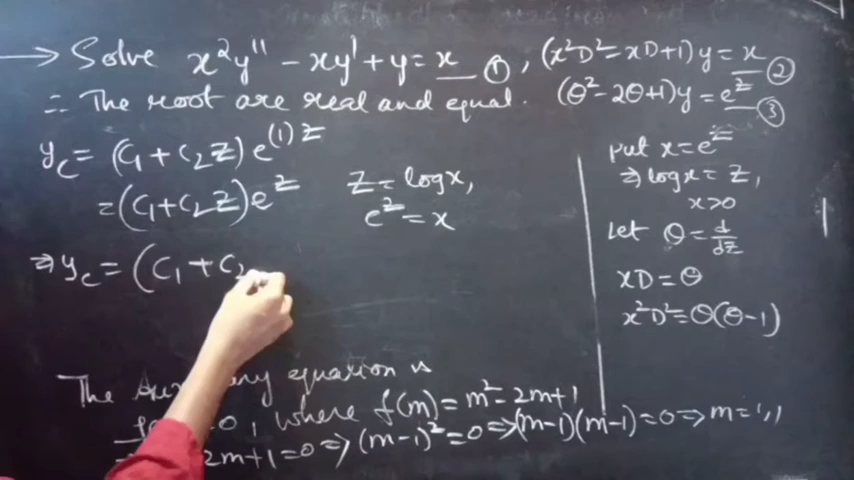 → Solve x²y'' - xy' + y = x — ①, (x²D² - xD + 1)y = x — ②
∴ The root are real and equal. (θ² - 2θ + 1)y = e^z — ③
y_c = (C₁ + C₂z)e^(1)z
= (C₁ + C₂z)e^z
z = log x,
e^z = x
⇒ y_c = (C₁ + C₂
put x = e^z
⇒ log x = z,
x > 0
Let θ = d/dz
xD = θ
x²D² = θ(θ - 1)
The equation is
= 0, where f(m) = m² - 2m + 1
2m + 1 = 0 ⇒ (m - 1)² = 0 ⇒ (m - 1)(m - 1) = 0 ⇒ m = 1, 1